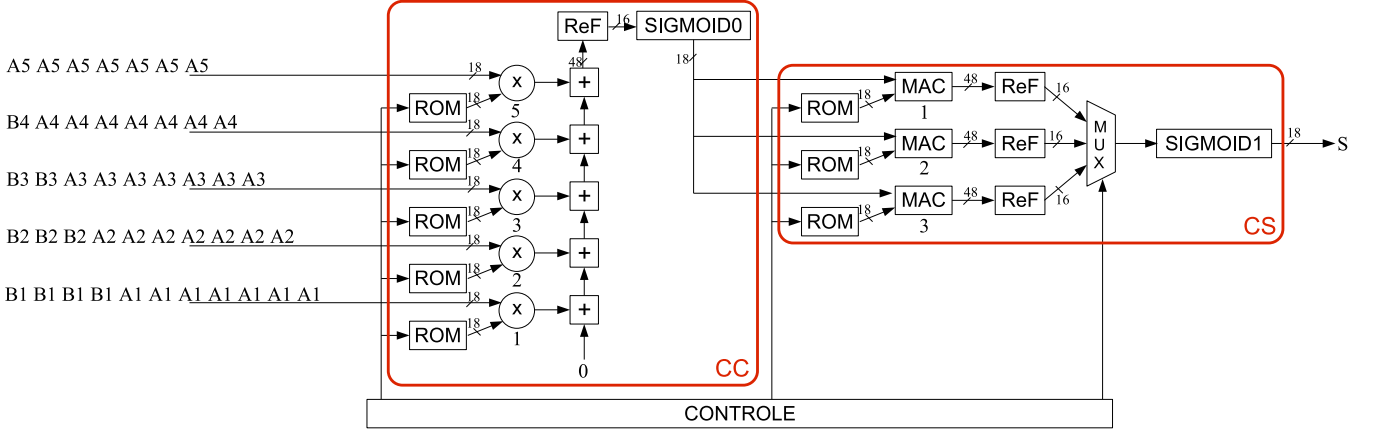 ReF 16 SIGMOID0
A5 A5 A5 A5 A5 A5 A5 18 X 48 + 18
ROM 18 5 ROM 18 MAC 48 ReF 16
1
B4 A4 A4 A4 A4 A4 A4 A4 18 X +
ROM 18 4 ROM 18 MAC 48 ReF 16 MUX SIGMOID1 18 S
2
B3 B3 A3 A3 A3 A3 A3 A3 A3 18 X +
ROM 18 3 ROM 18 MAC 48 ReF 16
3 CS
B2 B2 B2 A2 A2 A2 A2 A2 A2 A2 18 X +
ROM 18 2
B1 B1 B1 B1 A1 A1 A1 A1 A1 A1 A1 18 X +
ROM 18 1
0 CC
CONTROLE